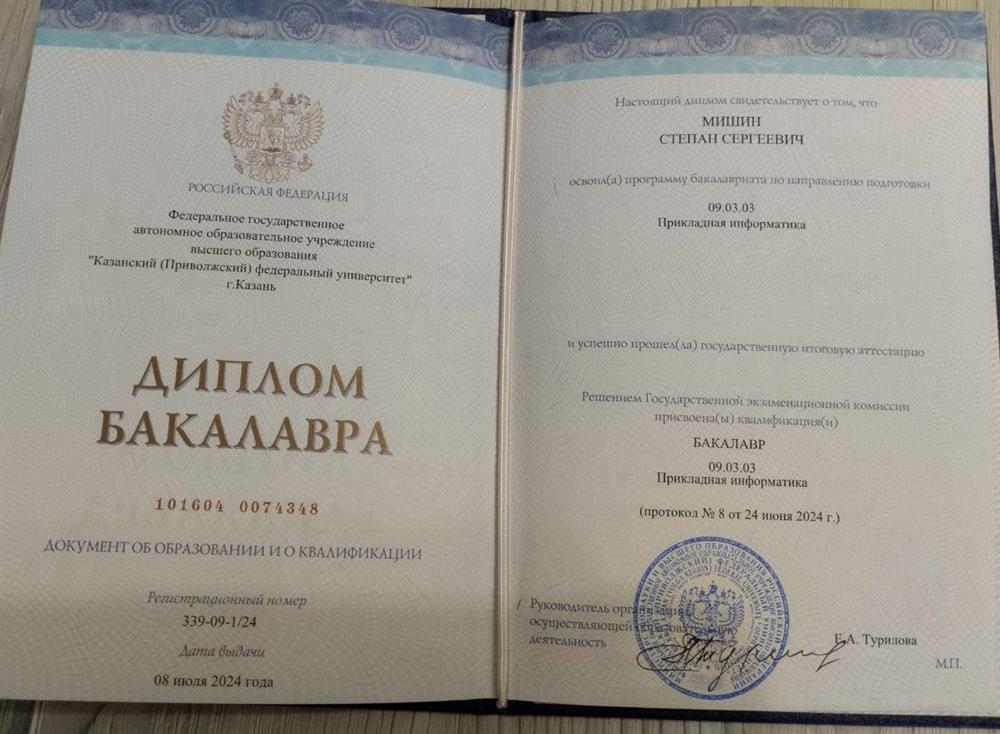 РОССИЙСКАЯ ФЕДЕРАЦИЯ
Федеральное государственное
автономное образовательное учреждение
высшего образования
"Казанский (Приволжский) федеральный университет"
г.Казань
ДИПЛОМ
БАКАЛАВРА
101604 0074348
ДОКУМЕНТ ОБ ОБРАЗОВАНИИ И О КВАЛИФИКАЦИИ
Регистрационный номер
339-09-1/24
Дата выдачи
08 июля 2024 года
Настоящий диплом свидетельствует о том, что
МИШИН
СТЕПАН СЕРГЕЕВИЧ
освоил(а) программу бакалавриата по направлению подготовки
09.03.03
Прикладная информатика
и успешно прошел(ла) государственную итоговую аттестацию
Решением Государственной экзаменационной комиссии
присвоена(ы) квалификация(и)
БАКАЛАВР
09.03.03
Прикладная информатика
(протокол № 8 от 24 июня 2024 г.)
Руководитель организации,
осуществляющей образовательную
деятельность
Е.А. Турилова
М.П.